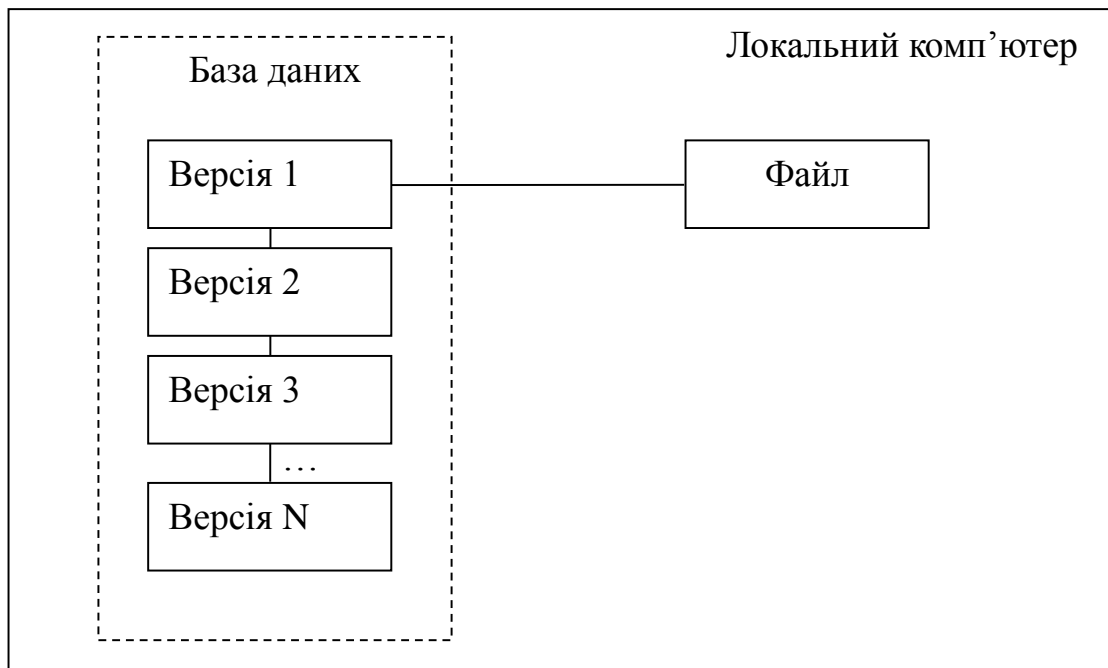 Локальний комп’ютер
База даних
Версія 1
Файл
Версія 2
Версія 3
…
Версія N